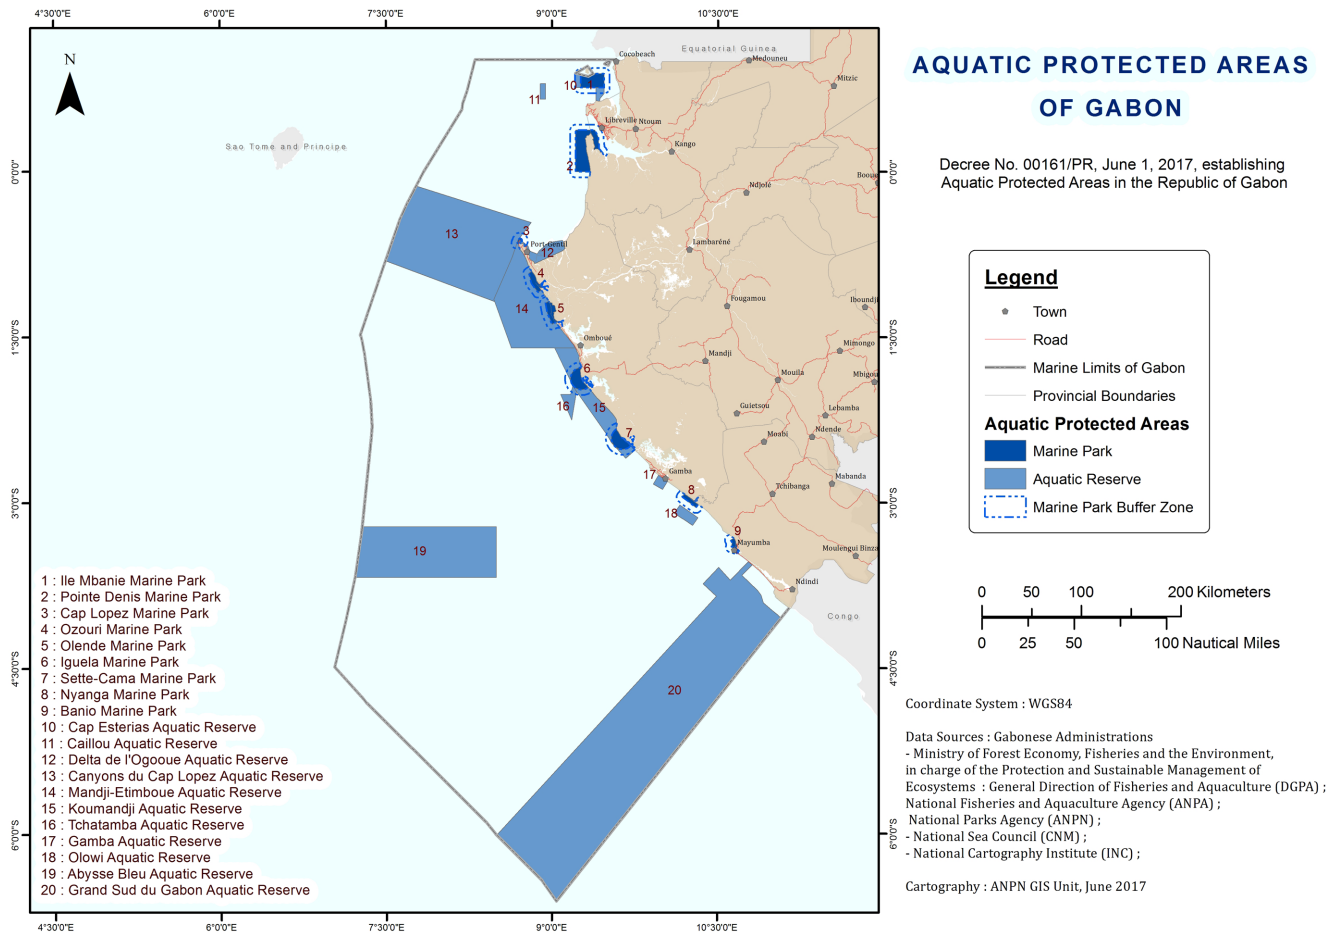 4°30'0"E
6°0'0"E
7°30'0"E
9°0'0"E
10°30'0"E
N
Sao Tome and Principe
Equatorial Guinea
Cocobeach
Medouneu
Mitzic
10
1
11
Libreville
Ntoum
Kango
2
Ndjolé
Booué
0°0'0"
0°0'0"
13
3
Port-Gentil
12
Lambaréné
4
14
5
Fougamou
Iboundji
1°30'0"S
1°30'0"S
Omboué
Mandji
Mimongo
6
Mouila
Mbigou
16
15
Guietsou
Lebamba
7
Moabi
Ndende
17
Gamba
Mabanda
8
Tchibanga
3°0'0"S
3°0'0"S
18
9
Mayumba
Moulengui Binza
19
Ndindi
Congo
20
4°30'0"S
4°30'0"S
6°0'0"S
6°0'0"S
1 : Ile Mbanie Marine Park
2 : Pointe Denis Marine Park
3 : Cap Lopez Marine Park
4 : Ozouri Marine Park
5 : Olende Marine Park
6 : Iguela Marine Park
7 : Sette-Cama Marine Park
8 : Nyanga Marine Park
9 : Banio Marine Park
10 : Cap Esterias Aquatic Reserve
11 : Caillou Aquatic Reserve
12 : Delta de l'Ogooue Aquatic Reserve
13 : Canyons du Cap Lopez Aquatic Reserve
14 : Mandji-Etimboue Aquatic Reserve
15 : Koumandji Aquatic Reserve
16 : Tchatamba Aquatic Reserve
17 : Gamba Aquatic Reserve
18 : Olowi Aquatic Reserve
19 : Abysse Bleu Aquatic Reserve
20 : Grand Sud du Gabon Aquatic Reserve
4°30'0"E
6°0'0"E
7°30'0"E
9°0'0"E
10°30'0"E
AQUATIC PROTECTED AREAS
OF GABON
Decree No. 00161/PR, June 1, 2017, establishing
Aquatic Protected Areas in the Republic of Gabon
Legend
Town
Road
Marine Limits of Gabon
Provincial Boundaries
Aquatic Protected Areas
Marine Park
Aquatic Reserve
Marine Park Buffer Zone
0 50 100 200 Kilometers
0 25 50 100 Nautical Miles
Coordinate System : WGS84
Data Sources : Gabonese Administrations
- Ministry of Forest Economy, Fisheries and the Environment,
in charge of the Protection and Sustainable Management of
Ecosystems : General Direction of Fisheries and Aquaculture (DGPA) ;
National Fisheries and Aquaculture Agency (ANPA) ;
National Parks Agency (ANPN) ;
- National Sea Council (CNM) ;
- National Cartography Institute (INC) ;
Cartography : ANPN GIS Unit, June 2017